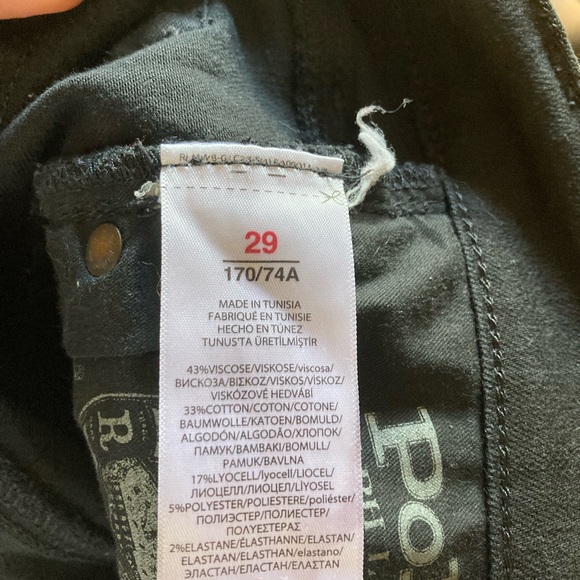 29
170/74A
MADE IN TUNISIA
FABRIQUÉ EN TUNISIE
HECHO EN TÚNEZ
TUNUS'TA ÜRETİLMİŞTİR
43%VISCOSE/VISKOSE/viscosa/
ВИСКОЗА/ΒΙΣΚΟΖ/VISKOS/VİSKOZ/
VISKÓZOVÉ HEDVÁBÍ
33%COTTON/COTON/COTONE/
BAUMWOLLE/KATOEN/BOMULD/
ALGODÓN/ALGODÃO/ХЛОПОК/
ПАМУК/ΒΑΜΒΑΚΙ/BOMULL/
PAMUK/BAVLNA
17%LYOCELL/lyocell/LIOCEL/
ЛИОЦЕЛЛ/ЛИОЦЕЛ/LİYOSEL
5%POLYESTER/POLIESTERE/poliéster/
ПОЛИЭСТЕР/ПОЛИЕСТЕР/
ΠΟΛΥΕΣΤΕΡΑΣ
2%ELASTANE/ÉLASTHANNE/ELASTAN/
ELASTAAN/ELASTHAN/elastano/
ЭЛАСТАН/ΕΛΑΣΤΑΝ/ЕЛАСТАН
PO
R